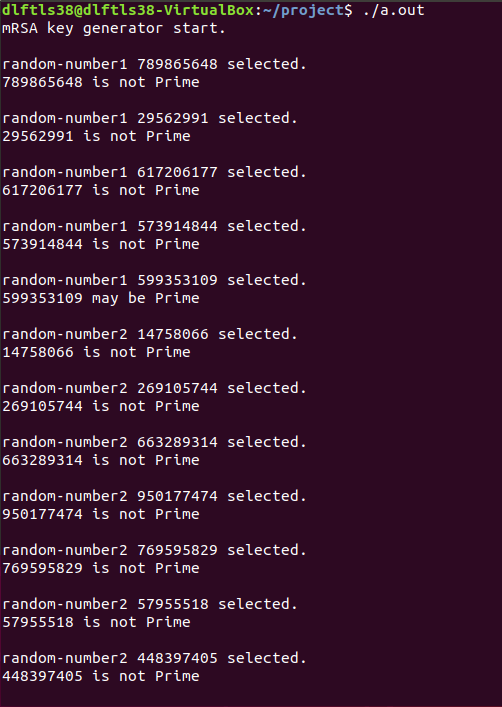 dlftls38@dlftls38-VirtualBox:~/project$ ./a.out
mRSA key generator start.
random-number1 789865648 selected.
789865648 is not Prime
random-number1 29562991 selected.
29562991 is not Prime
random-number1 617206177 selected.
617206177 is not Prime
random-number1 573914844 selected.
573914844 is not Prime
random-number1 599353109 selected.
599353109 may be Prime
random-number2 14758066 selected.
14758066 is not Prime
random-number2 269105744 selected.
269105744 is not Prime
random-number2 663289314 selected.
663289314 is not Prime
random-number2 950177474 selected.
950177474 is not Prime
random-number2 769595829 selected.
769595829 is not Prime
random-number2 57955518 selected.
57955518 is not Prime
random-number2 448397405 selected.
448397405 is not Prime